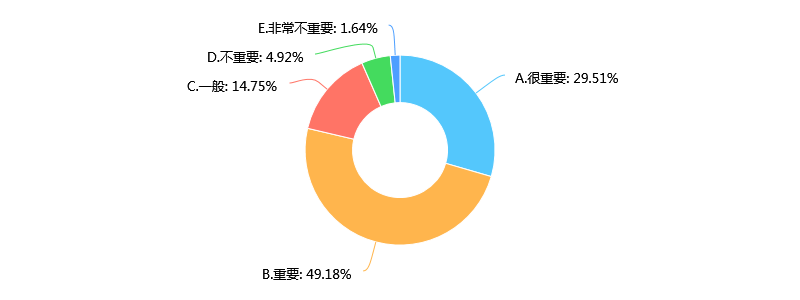 E.非常不重要: 1.64%
D.不重要: 4.92%
A.很重要: 29.51%
C.一般: 14.75%
B.重要: 49.18%